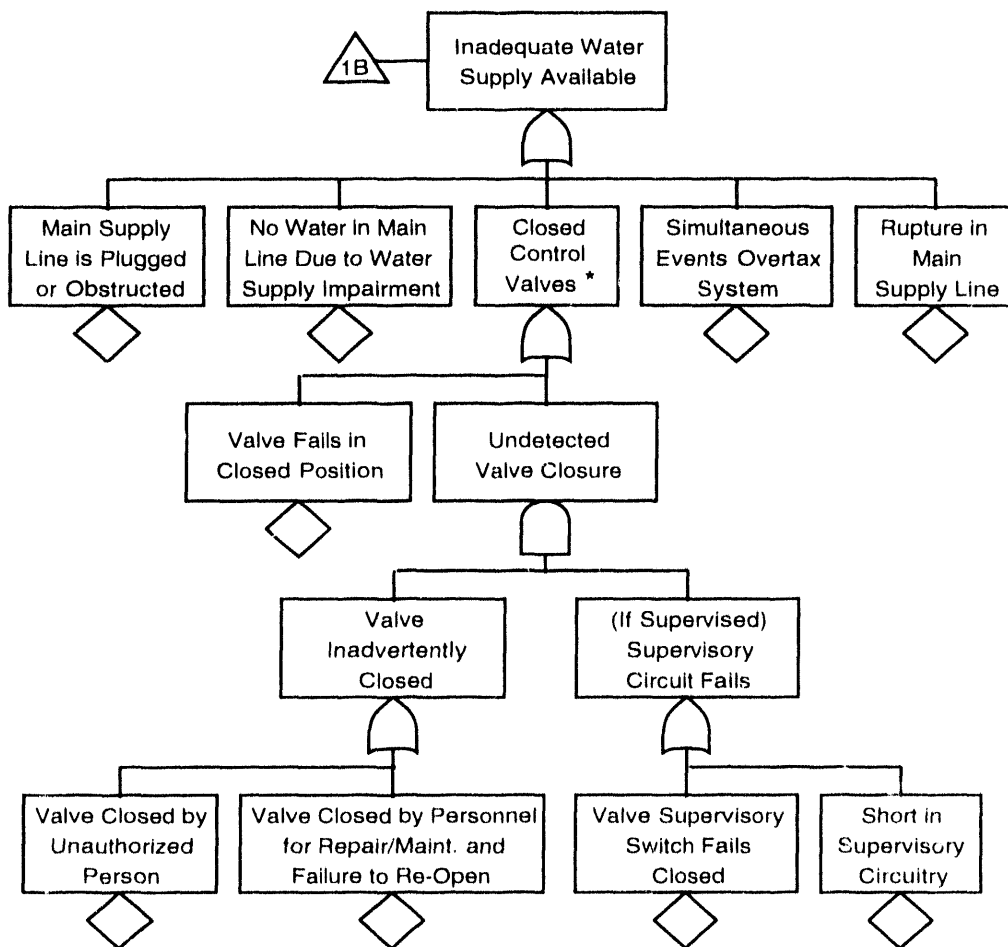 Inadequate Water
Supply Available
1B
Main Supply
Line is Plugged
or Obstructed
No Water In Main
Line Due to Water
Supply Impairment
Closed
Control
Valves *
Simultaneous
Events Overtax
System
Rupture in
Main
Supply Line
Valve Fails in
Closed Position
Undetected
Valve Closure
Valve
Inadvertently
Closed
(If Supervised)
Supervisory
Circuit Fails
Valve Closed by
Unauthorized
Person
Valve Closed by Personnel
for Repair/Maint. and
Failure to Re-Open
Valve Supervisory
Switch Fails
Closed
Short in
Supervisory
Circuitry